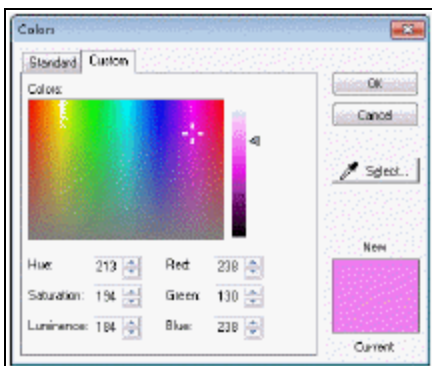 Colors
Standard Custom
Colors:
OK
Cancel
Select...
Hue: 213 Red: 238
Saturation: 194 Green: 130
Luminance: 184 Blue: 238
New
Current